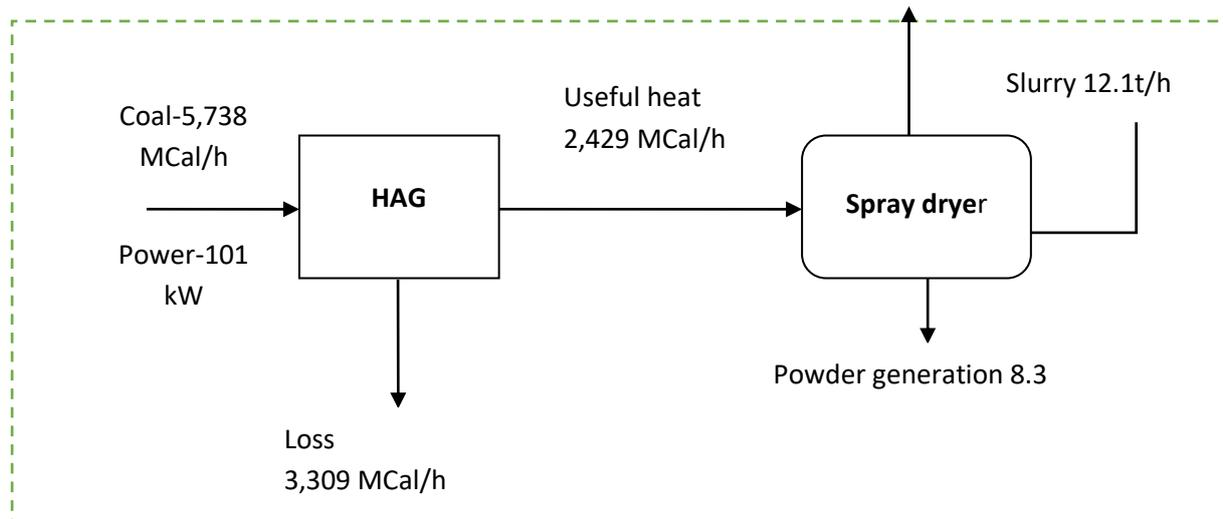 Slurry 12.1t/h
Coal-5,738
MCal/h
Useful heat
2,429 MCal/h
HAG
Spray dryer
Power-101
kW
Powder generation 8.3
Loss
3,309 MCal/h